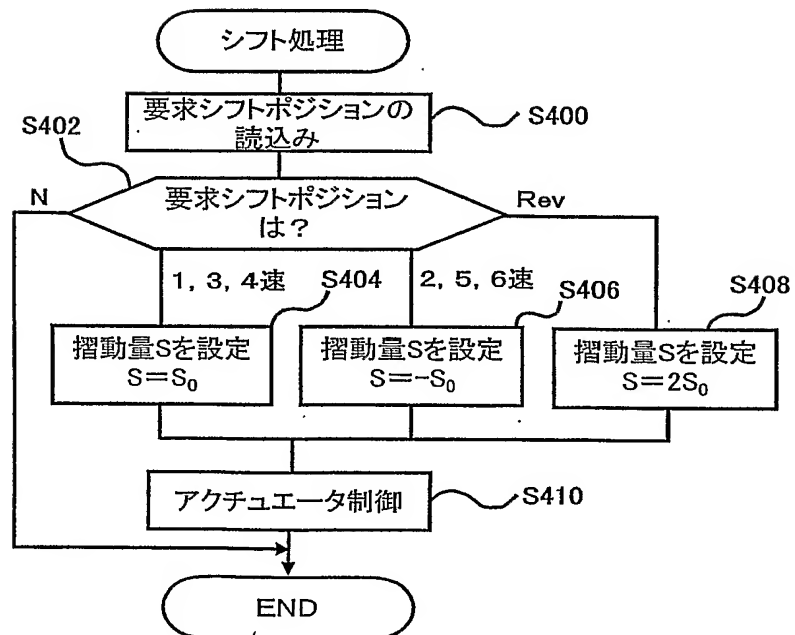 シフト処理
要求シフトポジションの
読込み
S400
S402
要求シフトポジション
は?
N
Rev
1, 3, 4速
S404
2, 5, 6速
S406
S408
摺動量Sを設定
S=S₀
摺動量Sを設定
S=-S₀
摺動量Sを設定
S=2S₀
アクチュエータ制御
S410
END